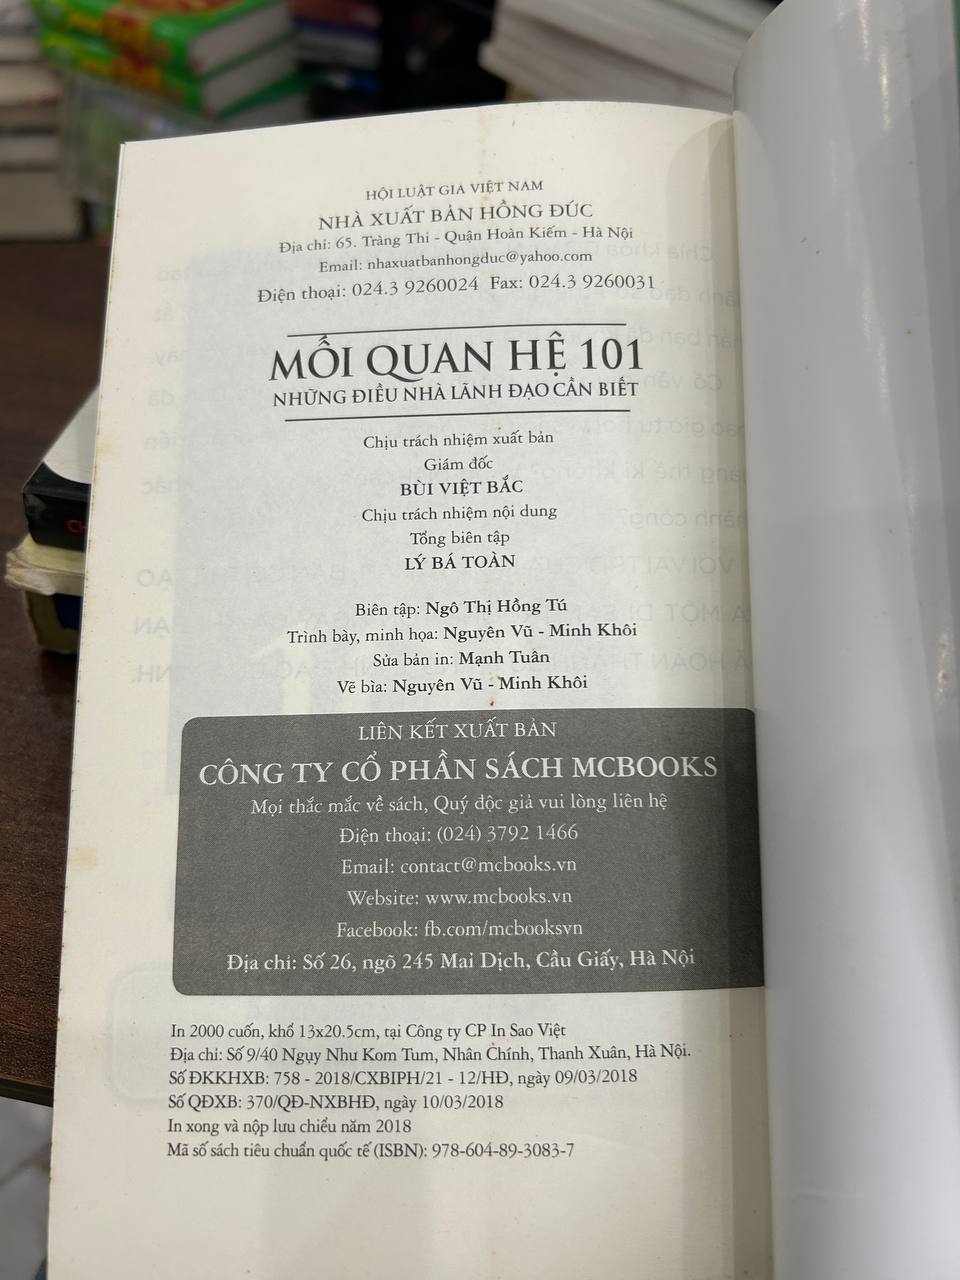 HỘI LUẬT GIA VIỆT NAM
NHÀ XUẤT BẢN HỒNG ĐỨC
Địa chỉ: 65. Tràng Thi - Quận Hoàn Kiếm - Hà Nội
Email: nhaxuatbanhongduc@yahoo.com
Điện thoại: 024.3 9260024 Fax: 024.3 9260031
MỐI QUAN HỆ 101
NHỮNG ĐIỀU NHÀ LÃNH ĐẠO CẦN BIẾT
Chịu trách nhiệm xuất bản
Giám đốc
BÙI VIỆT BẮC
Chịu trách nhiệm nội dung
Tổng biên tập
LÝ BÁ TOÀN
Biên tập: Ngô Thị Hồng Tú
Trình bày, minh họa: Nguyên Vũ - Minh Khôi
Sửa bản in: Mạnh Tuân
Vẽ bìa: Nguyên Vũ - Minh Khôi
LIÊN KẾT XUẤT BẢN
CÔNG TY CỔ PHẦN SÁCH MCBOOKS
Mọi thắc mắc về sách, Quý độc giả vui lòng liên hệ
Điện thoại: (024) 3792 1466
Email: contact@mcbooks.vn
Website: www.mcbooks.vn
Facebook: fb.com/mcbooksvn
Địa chỉ: Số 26, ngõ 245 Mai Dịch, Cầu Giấy, Hà Nội
In 2000 cuốn, khổ 13x20.5cm, tại Công ty CP In Sao Việt
Địa chỉ: Số 9/40 Ngụy Như Kom Tum, Nhân Chính, Thanh Xuân, Hà Nội.
Số ĐKKHXB: 758 - 2018/CXBIPH/21 - 12/HĐ, ngày 09/03/2018
Số QĐXB: 370/QĐ-NXBHĐ, ngày 10/03/2018
In xong và nộp lưu chiểu năm 2018
Mã số sách tiêu chuẩn quốc tế (ISBN): 978-604-89-3083-7